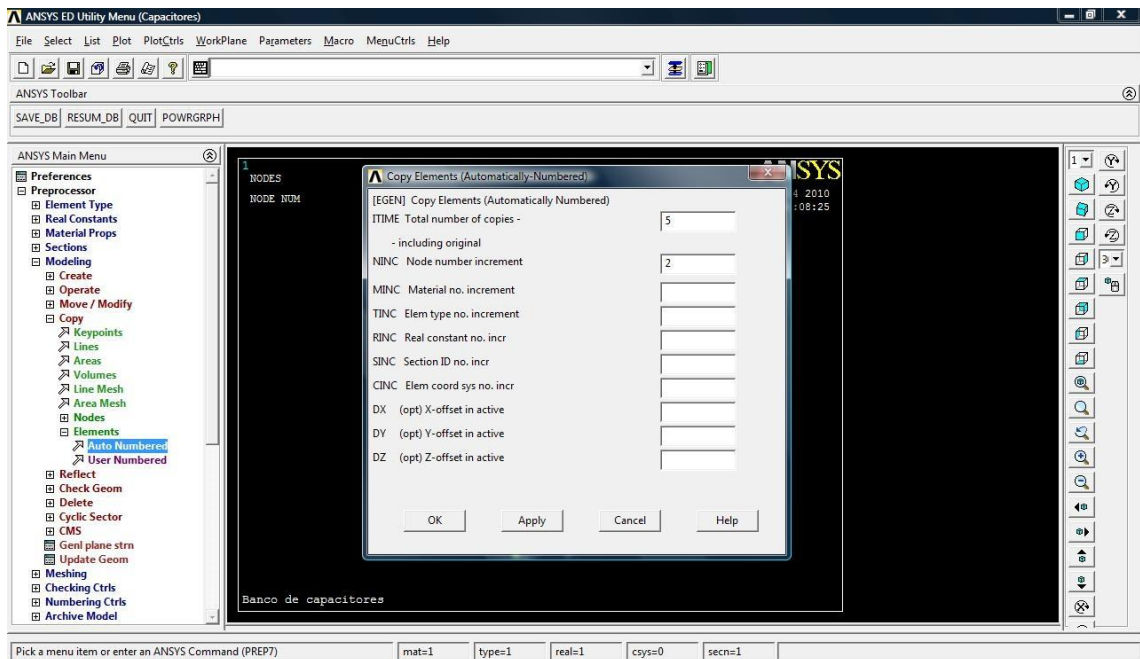 ANSYS ED Utility Menu (Capacitores)
File Select List Plot PlotCtrls WorkPlane Parameters Macro MenuCtrls Help
ANSYS Toolbar
SAVE_DB RESUM_DB QUIT POWRGRPH
ANSYS Main Menu
Preferences
Preprocessor
Element Type
Real Constants
Material Props
Sections
Modeling
Create
Operate
Move / Modify
Copy
Keypoints
Lines
Areas
Volumes
Line Mesh
Area Mesh
Nodes
Elements
Auto Numbered
User Numbered
Reflect
Check Geom
Delete
Cyclic Sector
CMS
Genl plane strn
Update Geom
Meshing
Checking Ctrls
Numbering Ctrls
Archive Model
1
NODES
NODE NUM
SYS
4 2010
:08:25
Copy Elements (Automatically-Numbered)
[EGEN] Copy Elements (Automatically Numbered)
ITIME Total number of copies - 5
- including original
NINC Node number increment 2
MINC Material no. increment
TINC Elem type no. increment
RINC Real constant no. incr
SINC Section ID no. incr
CINC Elem coord sys no. incr
DX (opt) X-offset in active
DY (opt) Y-offset in active
DZ (opt) Z-offset in active
OK Apply Cancel Help
Banco de capacitores
1
3
Pick a menu item or enter an ANSYS Command (PREP7) mat=1 type=1 real=1 csys=0 secn=1